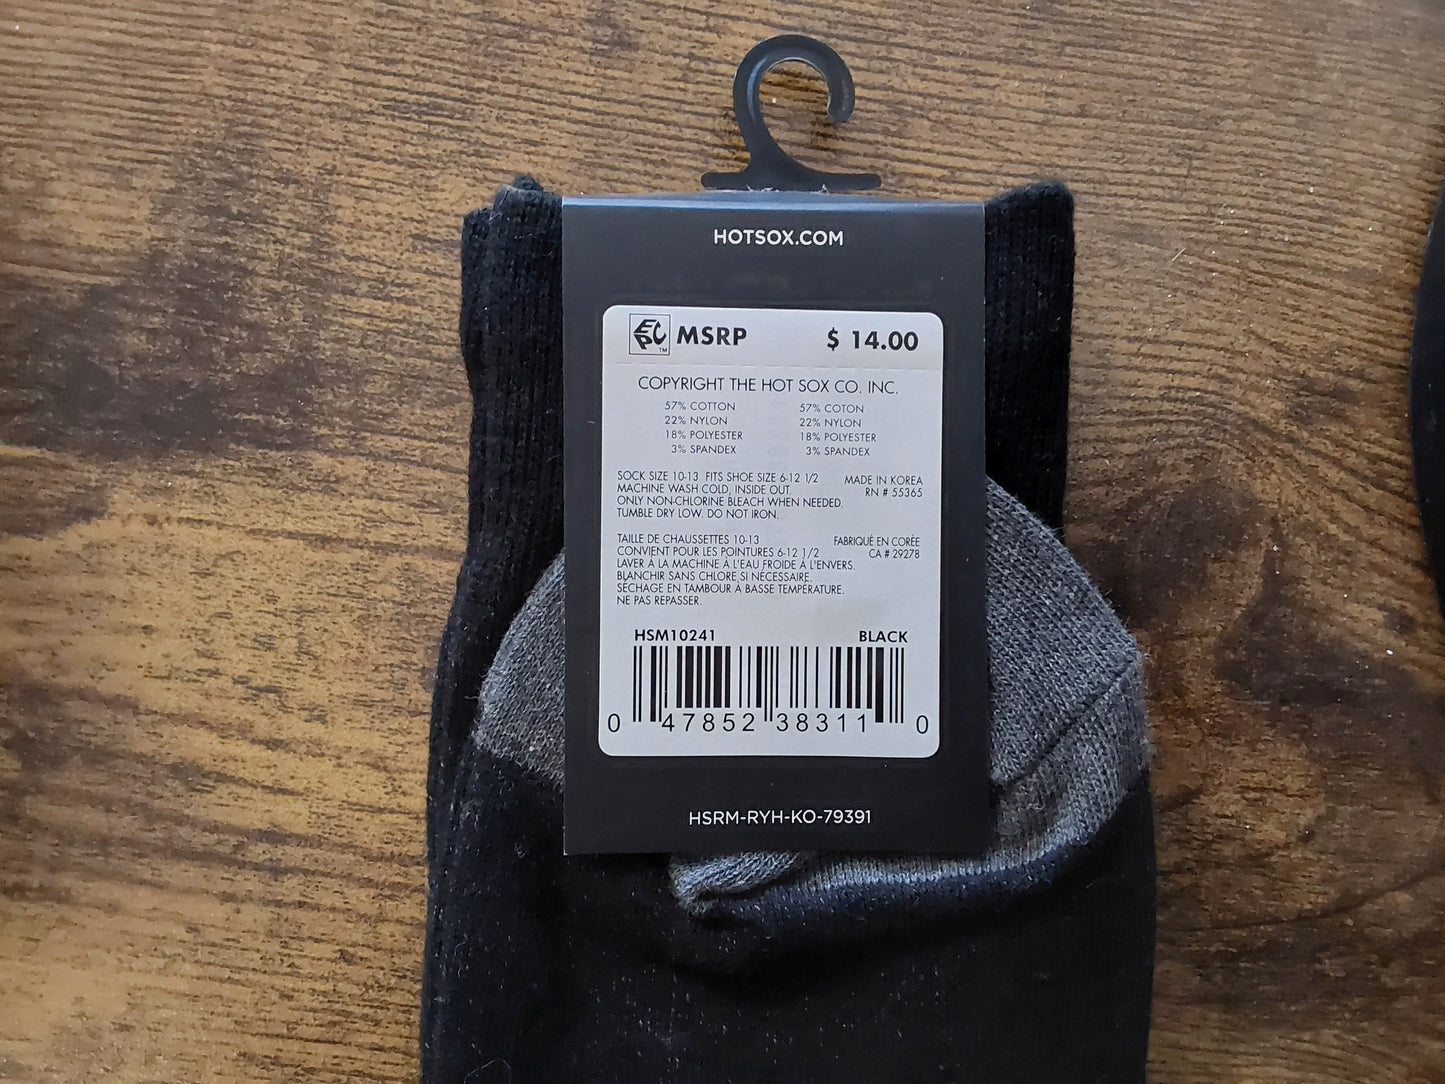 HOTSOX.COM
EPC™ MSRP $ 14.00
COPYRIGHT THE HOT SOX CO. INC.
57% COTTON 57% COTON
22% NYLON 22% NYLON
18% POLYESTER 18% POLYESTER
3% SPANDEX 3% SPANDEX
SOCK SIZE 10-13 FITS SHOE SIZE 6-12 1/2 MADE IN KOREA
MACHINE WASH COLD, INSIDE OUT. RN # 55365
ONLY NON-CHLORINE BLEACH WHEN NEEDED.
TUMBLE DRY LOW. DO NOT IRON.
TAILLE DE CHAUSSETTES 10-13 FABRIQUÉ EN CORÉE
CONVIENT POUR LES POINTURES 6-12 1/2 CA # 29278
LAVER À LA MACHINE À L'EAU FROIDE À L'ENVERS.
BLANCHIR SANS CHLORE SI NÉCESSAIRE.
SÉCHAGE EN TAMBOUR À BASSE TEMPÉRATURE.
NE PAS REPASSER.
HSM10241 BLACK
0 47852 38311 0
HSRM-RYH-KO-79391